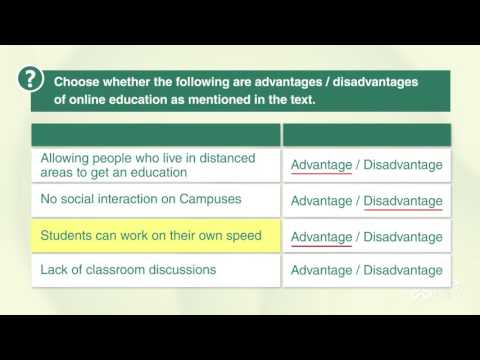 ?
Choose whether the following are advantages / disadvantages
of online education as mentioned in the text.
Allowing people who live in distanced
areas to get an education
Advantage / Disadvantage
No social interaction on Campuses
Advantage / Disadvantage
Students can work on their own speed
Advantage / Disadvantage
Lack of classroom discussions
Advantage / Disadvantage